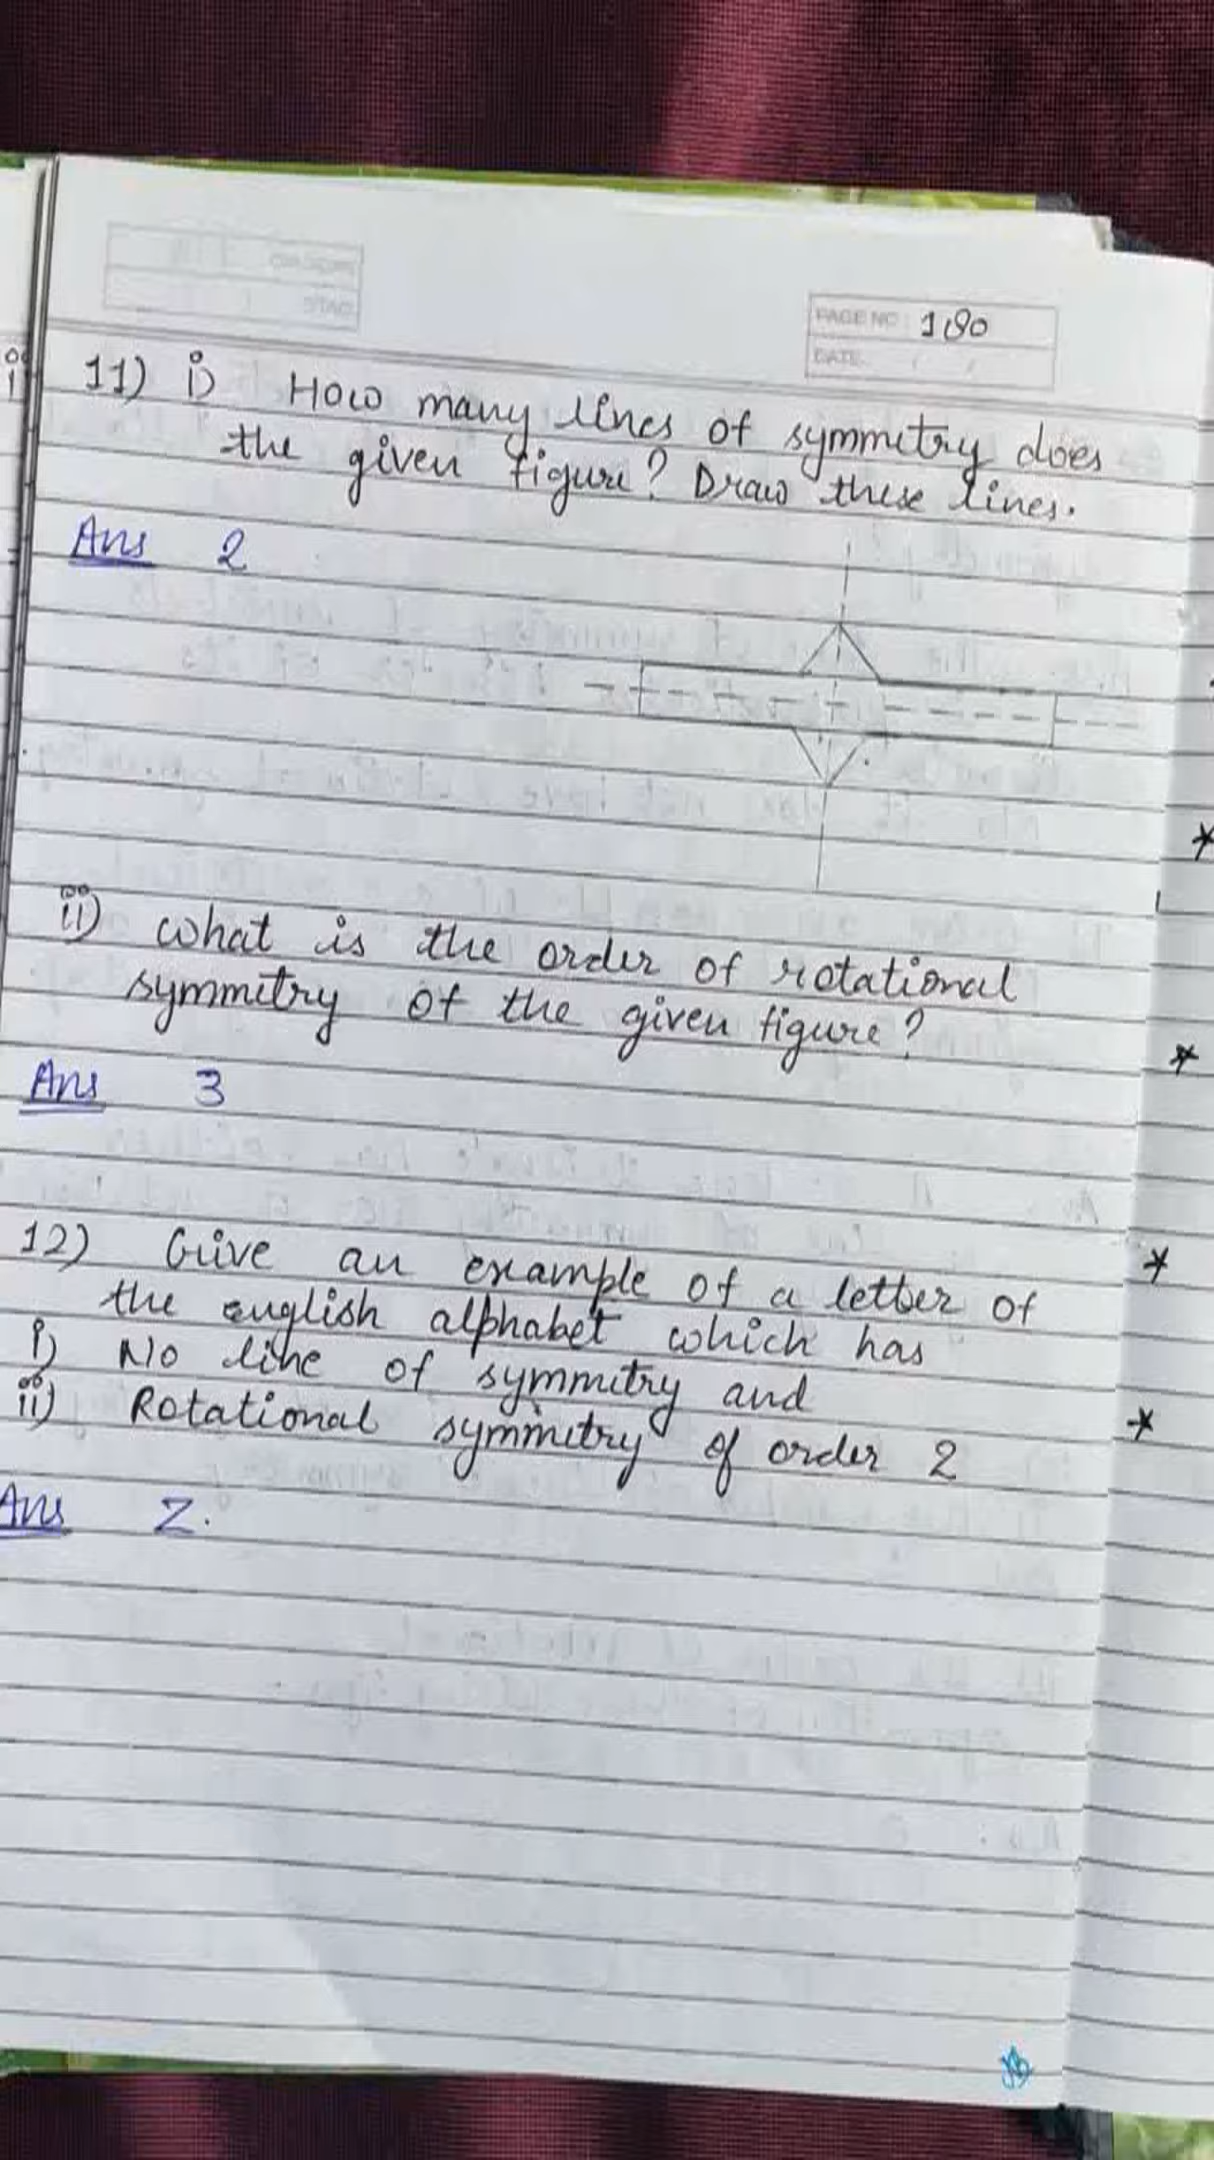 PAGE NO: 190
DATE: / /
11) i) How many lines of symmetry does
the given figure? Draw these lines.
Ans 2
ii) what is the order of rotational
symmetry of the given figure?
Ans 3
12) Give an example of a letter of
the english alphabet which has
i) No line of symmetry and
ii) Rotational symmetry of order 2
Ans Z.